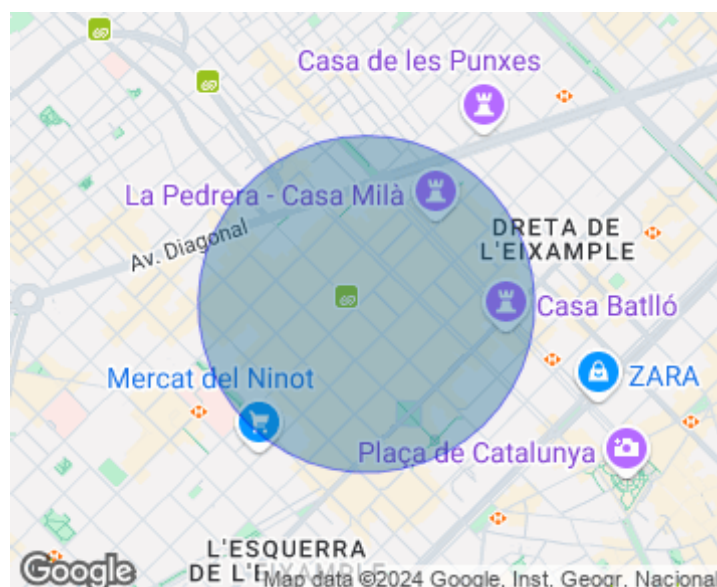 Casa de les Punxes
La Pedrera - Casa Milà
Av. Diagonal
DRETA DE
L'EIXAMPLE
Casa Batlló
Mercat del Ninot
ZARA
Plaça de Catalunya
L'ESQUERRA
DE L'E
Google
Map data ©2024 Google, Inst. Geogr. Nacional